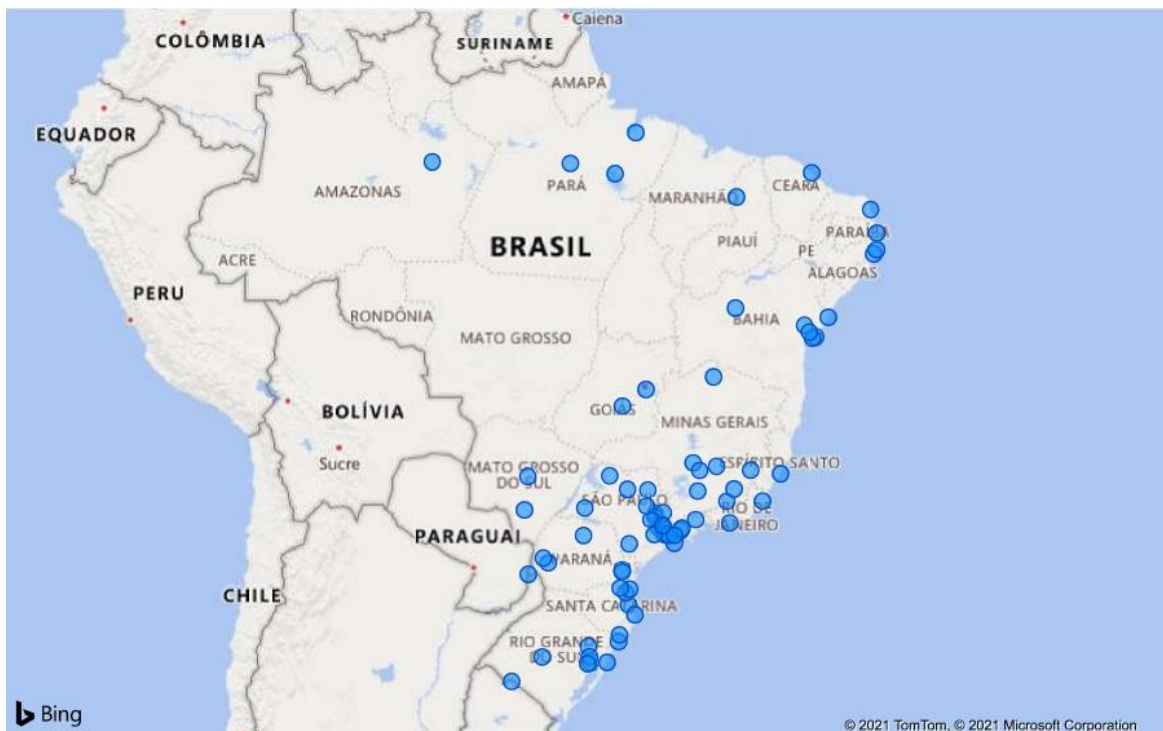 Caiena
COLÔMBIA
SURINAME
AMAPÁ
EQUADOR
AMAZONAS
PARÁ
MARANHÃO
CEARÁ
PARAÍBA
BRASIL
PIAUÍ
PE
ACRE
ALAGOAS
PERU
RONDÔNIA
BAHIA
MATO GROSSO
BOLÍVIA
GOIÁS
MINAS GERAIS
Sucre
MATO GROSSO
DO SUL
ESPÍRITO SANTO
SÃO PAULO
RIO DE
JANEIRO
PARAGUAI
PARANÁ
CHILE
SANTA CATARINA
RIO GRANDE
DO SUL
Bing
© 2021 TomTom, © 2021 Microsoft Corporation